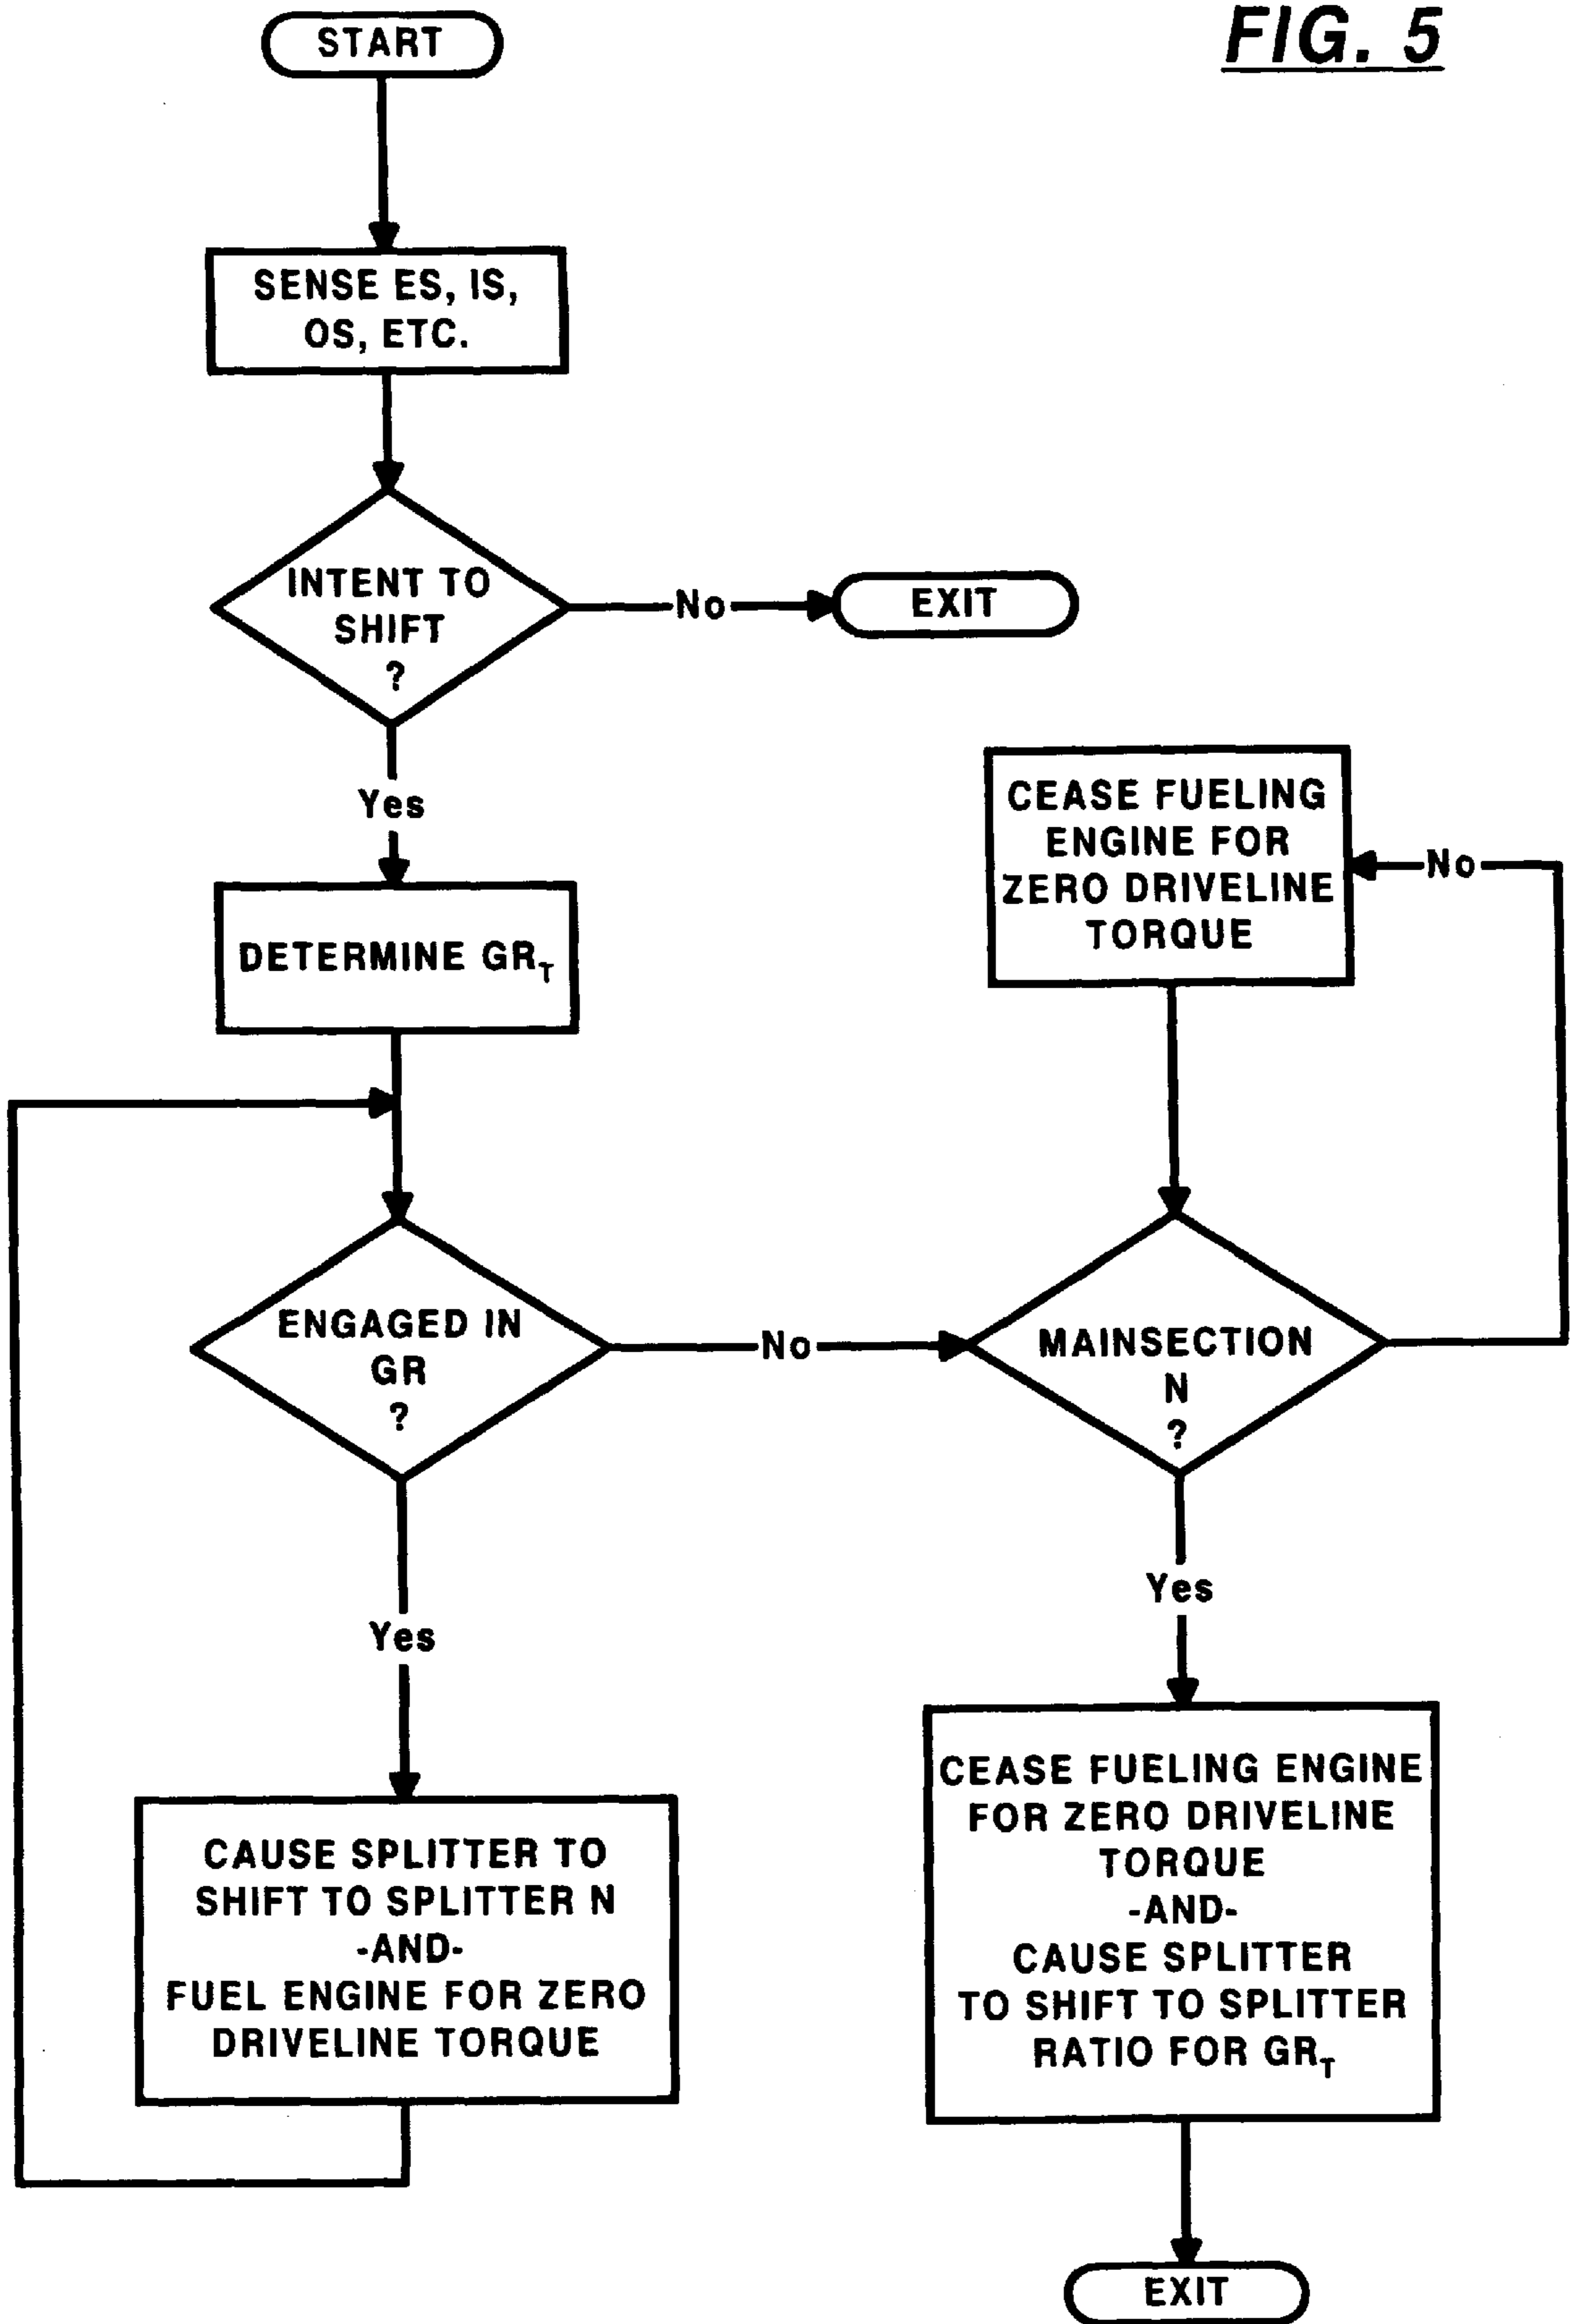 FIG. 5
START
SENSE ES, IS,
OS, ETC.
INTENT TO
SHIFT
?
No
EXIT
Yes
DETERMINE GR_T
ENGAGED IN
GR
?
No
Yes
CAUSE SPLITTER TO
SHIFT TO SPLITTER N
-AND-
FUEL ENGINE FOR ZERO
DRIVELINE TORQUE
CEASE FUELING
ENGINE FOR
ZERO DRIVELINE
TORQUE
No
MAINSECTION
N
?
Yes
CEASE FUELING ENGINE
FOR ZERO DRIVELINE
TORQUE
-AND-
CAUSE SPLITTER
TO SHIFT TO SPLITTER
RATIO FOR GR_T
EXIT